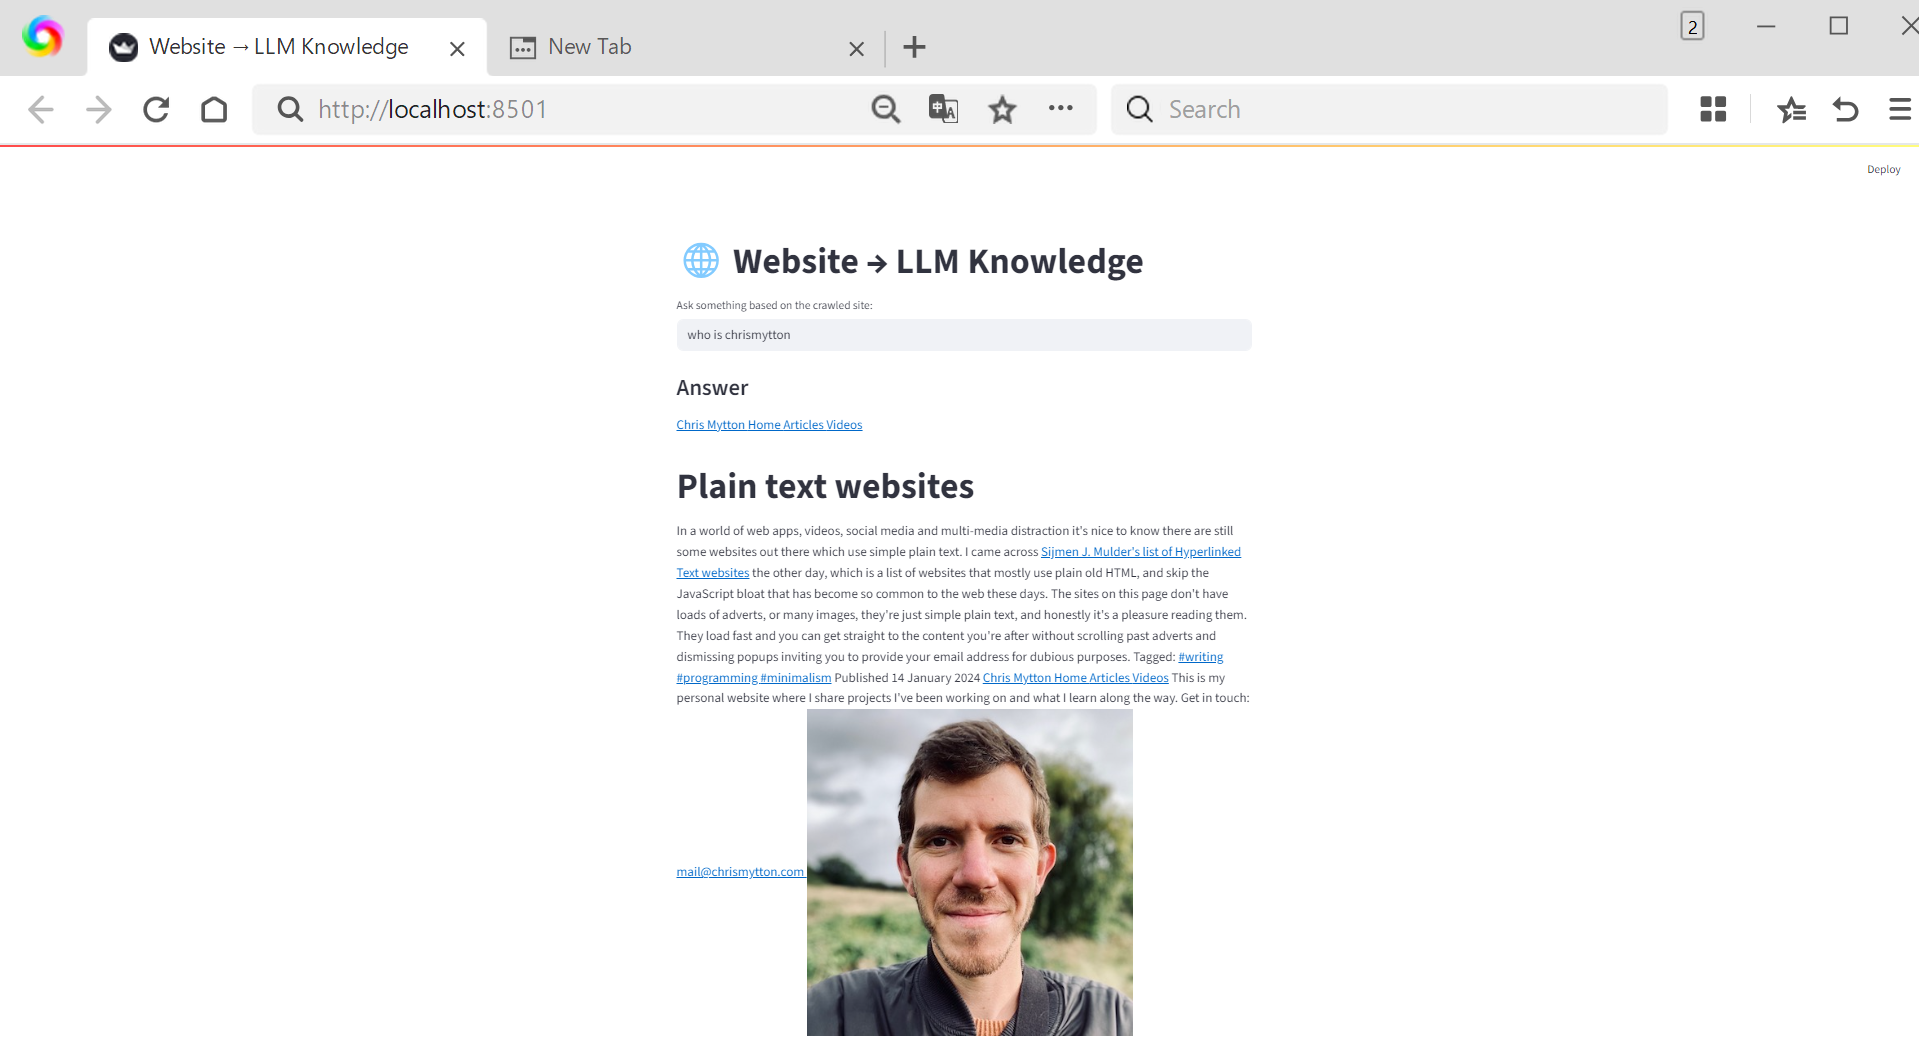 Website → LLM Knowledge
New Tab
2
http://localhost:8501
Search
Deploy
Website → LLM Knowledge
Ask something based on the crawled site:
who is chrismytton
Answer
Chris Mytton Home Articles Videos
Plain text websites
In a world of web apps, videos, social media and multi-media distraction it's nice to know there are still
some websites out there which use simple plain text. I came across Sijmen J. Mulder's list of Hyperlinked
Text websites the other day, which is a list of websites that mostly use plain old HTML, and skip the
JavaScript bloat that has become so common to the web these days. The sites on this page don't have
loads of adverts, or many images, they're just simple plain text, and honestly it's a pleasure reading them.
They load fast and you can get straight to the content you're after without scrolling past adverts and
dismissing popups inviting you to provide your email address for dubious purposes. Tagged: #writing
#programming #minimalism Published 14 January 2024 Chris Mytton Home Articles Videos This is my
personal website where I share projects I've been working on and what I learn along the way. Get in touch:
mail@chrismytton.com